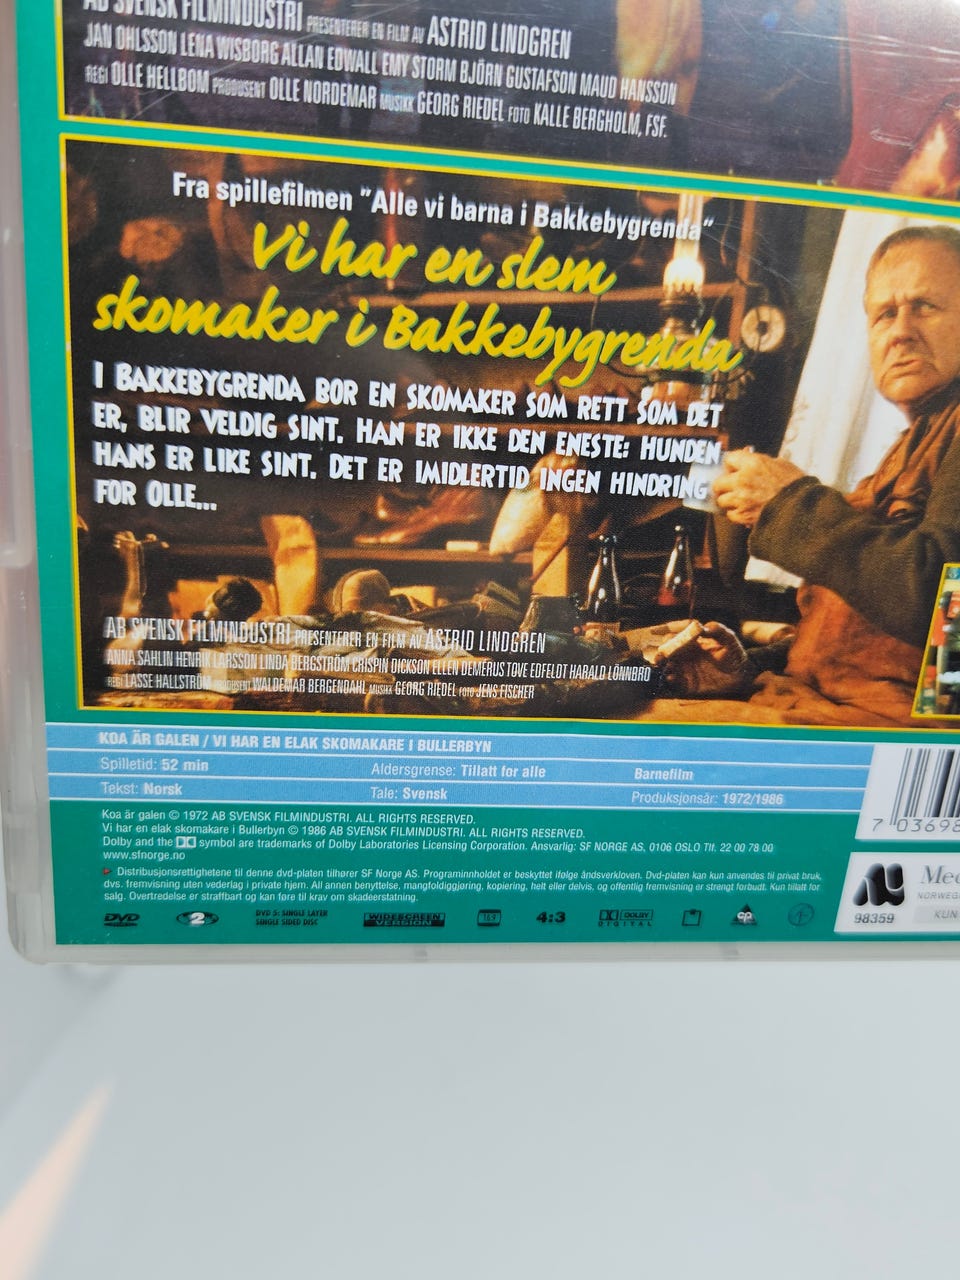 AB SVENSK FILMINDUSTRI PRESENTERER EN FILM AV ASTRID LINDGREN
JAN OHLSSON LENA WISBORG ALLAN EDWALL EMY STORM BJÖRN GUSTAFSON MAUD HANSSON
REGI OLLE HELLBOM PRODUSENT OLLE NORDEMAR MUSIKK GEORG RIEDEL FOTO KALLE BERGHOLM, FSF.
Fra spillefilmen "Alle vi barna i Bakkebygrenda"
Vi har en slem
skomaker i Bakkebygrenda
I BAKKEBYGRENDA BOR EN SKOMAKER SOM RETT SOM DET
ER, BLIR VELDIG SINT. HAN ER IKKE DEN ENESTE: HUNDEN
HANS ER LIKE SINT. DET ER IMIDLERTID INGEN HINDRING
FOR OLLE...
AB SVENSK FILMINDUSTRI PRESENTERER EN FILM AV ASTRID LINDGREN
ANNA SAHLIN HENRIK LARSSON LINDA BERGSTRÖM CRISPIN DICKSON ELLEN DEMERUS TOVE EDFELDT HARALD LÖNNBRO
REGI LASSE HALLSTRÖM PRODUSENT WALDEMAR BERGENDAHL MUSIKK GEORG RIEDEL FOTO JENS FISCHER
KOA ÄR GALEN / VI HAR EN ELAK SKOMAKARE I BULLERBYN
Spilletid: 52 min Aldersgrense: Tillatt for alle Barnefilm
Tekst: Norsk Tale: Svensk Produksjonsår: 1972/1986
Koa är galen © 1972 AB SVENSK FILMINDUSTRI. ALL RIGHTS RESERVED.
Vi har en elak skomakare i Bullerbyn © 1986 AB SVENSK FILMINDUSTRI. ALL RIGHTS RESERVED.
Dolby and the symbol are trademarks of Dolby Laboratories Licensing Corporation. Ansvarlig: SF NORGE AS, 0106 OSLO Tlf. 22 00 78 00
www.sfnorge.no
Distribusjonsrettighetene til denne dvd-platen tilhører SF Norge AS. Programinnholdet er beskyttet ifølge åndsverkloven. Dvd-platen kan kun anvendes til privat bruk,
dvs. fremvisning uten vederlag i private hjem. All annen benyttelse, mangfoldiggjøring, kopiering, helt eller delvis, og offentlig fremvisning er strengt forbudt. Kun tillatt for
salg. Overtredelse er straffbart og kan føre til krav om skadeerstatning.
DVD 2 DVD 5: SINGLE LAYER
SINGLE SIDED DISC
WIDESCREEN
VERSION
16:9 4:3 DOLBY
DIGITAL
cp
7 03698
98359
Med
NORWEGI
KUN